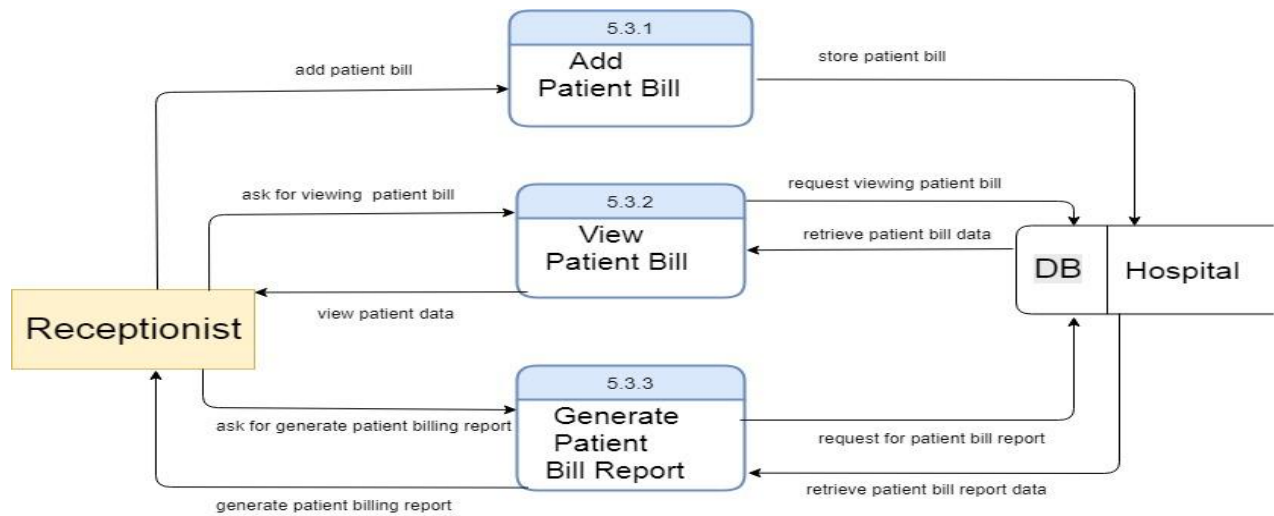 5.3.1
Add
Patient Bill
add patient bill
store patient bill
ask for viewing patient bill
5.3.2
View
Patient Bill
request viewing patient bill
retrieve patient bill data
view patient data
DB
Hospital
Receptionist
5.3.3
Generate
Patient
Bill Report
ask for generate patient billing report
request for patient bill report
generate patient billing report
retrieve patient bill report data